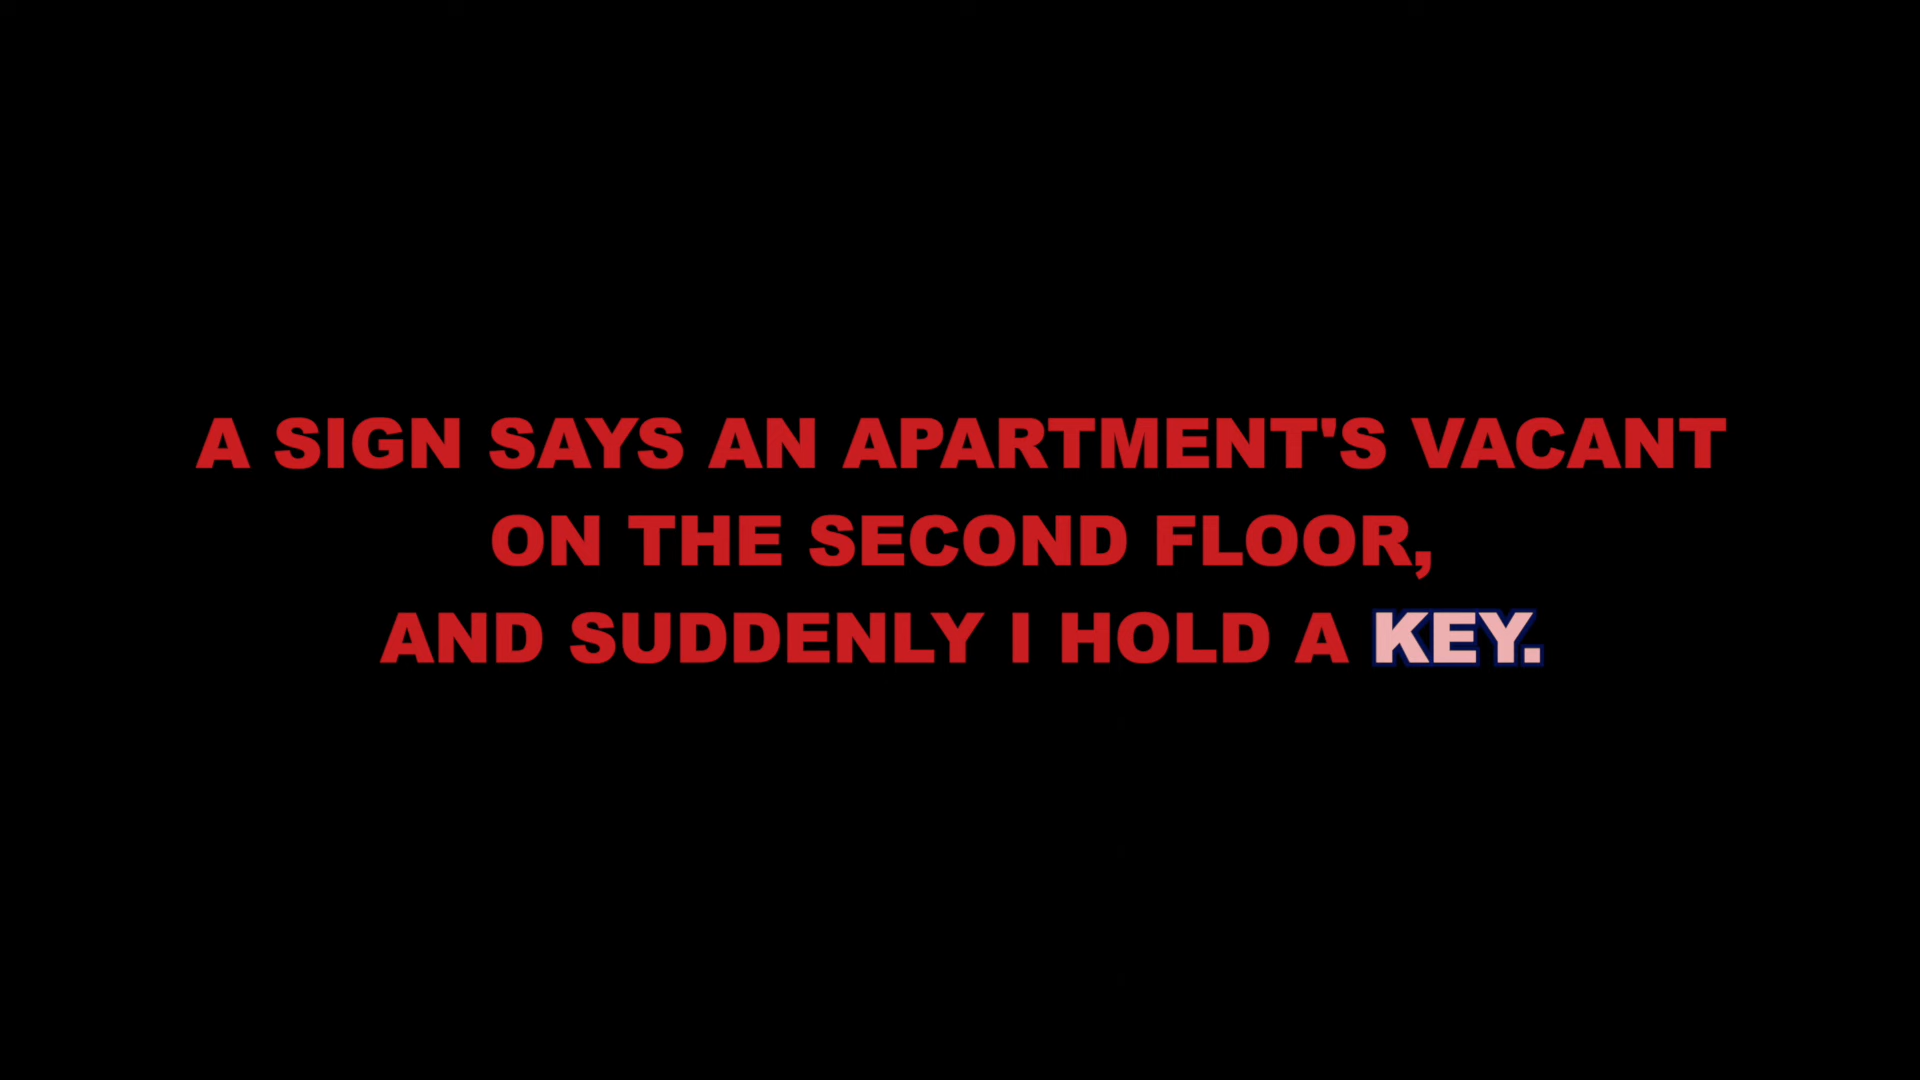 A SIGN SAYS AN APARTMENT'S VACANT
ON THE SECOND FLOOR,
AND SUDDENLY I HOLD A KEY.